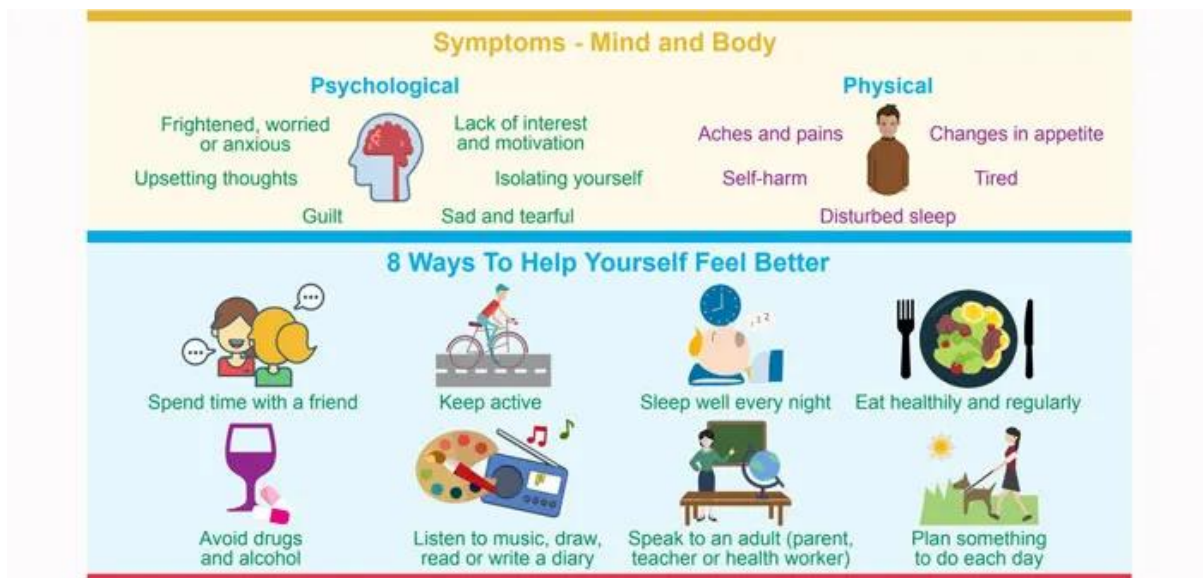 Symptoms - Mind and Body
Psychological
Frightened, worried
or anxious
Lack of interest
and motivation
Upsetting thoughts
Isolating yourself
Guilt
Sad and tearful
Physical
Aches and pains
Changes in appetite
Self-harm
Tired
Disturbed sleep
8 Ways To Help Yourself Feel Better
Spend time with a friend
Keep active
Sleep well every night
Eat healthily and regularly
Avoid drugs
and alcohol
Listen to music, draw,
read or write a diary
Speak to an adult (parent,
teacher or health worker)
Plan something
to do each day